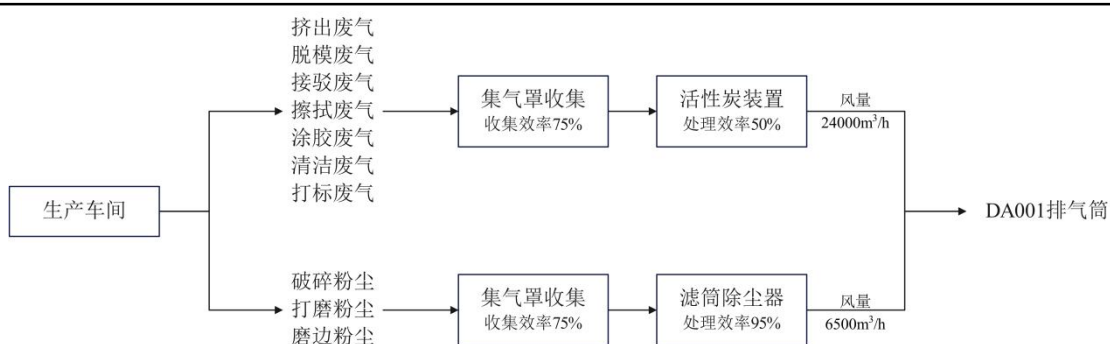 挤出废气
脱模废气
接驳废气
擦拭废气
涂胶废气
清洁废气
打标废气
集气罩收集
收集效率75%
活性炭装置
处理效率50%
风量
24000m³/h
生产车间
DA001排气筒
破碎粉尘
打磨粉尘
磨边粉尘
集气罩收集
收集效率75%
滤筒除尘器
处理效率95%
风量
6500m³/h